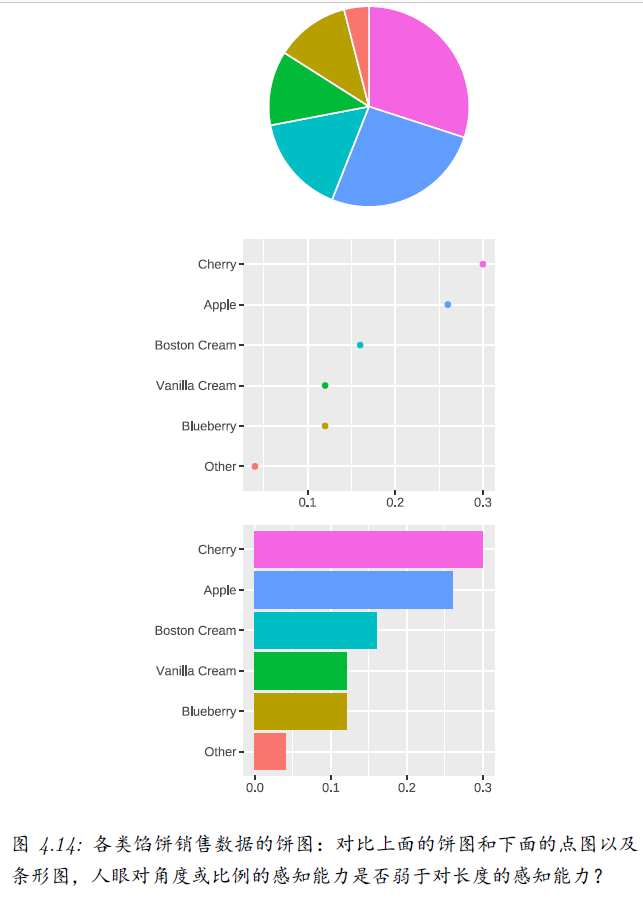 Cherry
Apple
Boston Cream
Vanilla Cream
Blueberry
Other
0.1 0.2 0.3
Cherry
Apple
Boston Cream
Vanilla Cream
Blueberry
Other
0.0 0.1 0.2 0.3
图 4.14: 各类馅饼销售数据的饼图：对比上面的饼图和下面的点图以及
条形图，人眼对角度或比例的感知能力是否弱于对长度的感知能力？